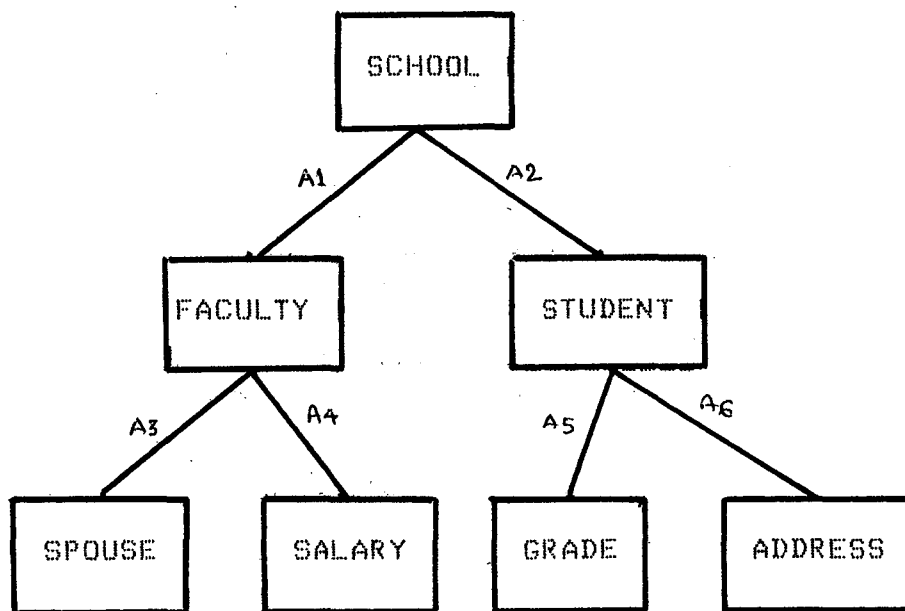 SCHOOL
A1 A2
FACULTY STUDENT
A3 A4 A5 A6
SPOUSE SALARY GRADE ADDRESS